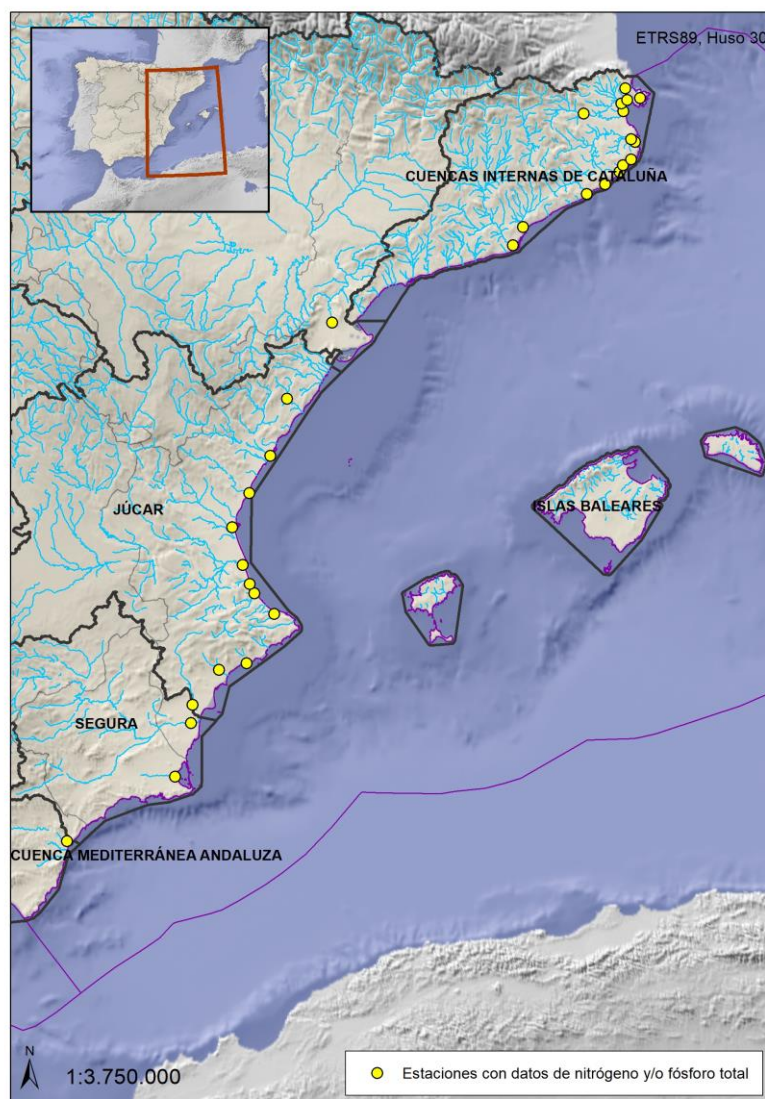 ETRS89, Huso 30
CUENCAS INTERNAS DE CATALUÑA
ISLAS BALEARES
JÚCAR
SEGURA
CUENCA MEDITERRÁNEA ANDALUZA
N
1:3.750.000
Estaciones con datos de nitrógeno y/o fósforo total